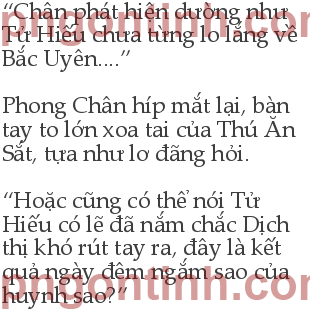 “Chân phát hiện dường như
Tử Hiếu chưa từng lo lắng về
Bắc Uyên....”
Phong Chân híp mắt lại, bàn
tay to lớn xoa tai của Thú Ăn
Sắt, tựa như lơ đãng hỏi.
“Hoặc cũng có thể nói Tử
Hiếu có lẽ đã nắm chắc Dịch
thị khó rút tay ra, đây là kết
quả ngày đêm ngắm sao của
huynh sao?”